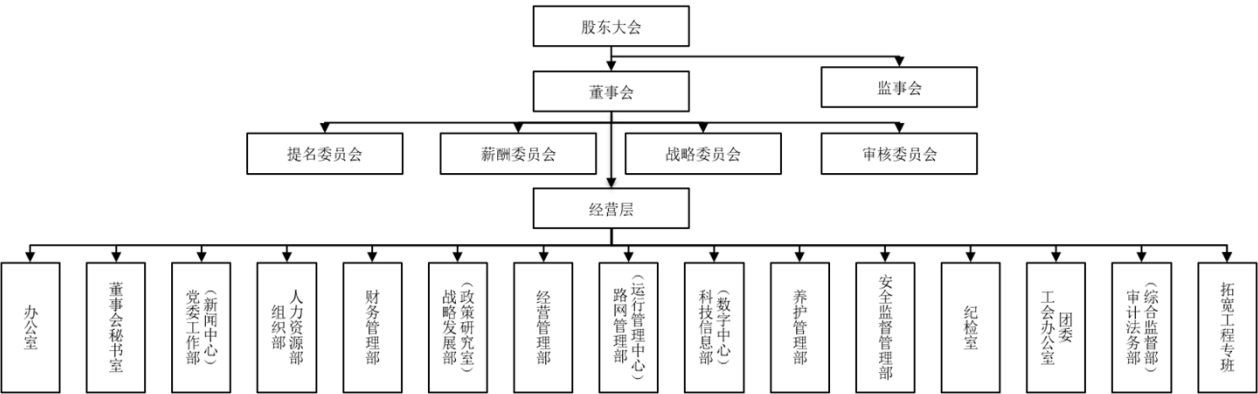 股东大会
董事会
监事会
提名委员会
薪酬委员会
战略委员会
审核委员会
经营层
办公室
董事会秘书室
党委工作部
（新闻中心）
组织部
人力资源部
财务管理部
战略发展部
（政策研究室）
经营管理部
路网管理部
（运行管理中心）
科技信息部
（数字中心）
养护管理部
安全监督管理部
纪检室
工会办公室
团委
审计法务部
（综合监督部）
拓宽工程专班